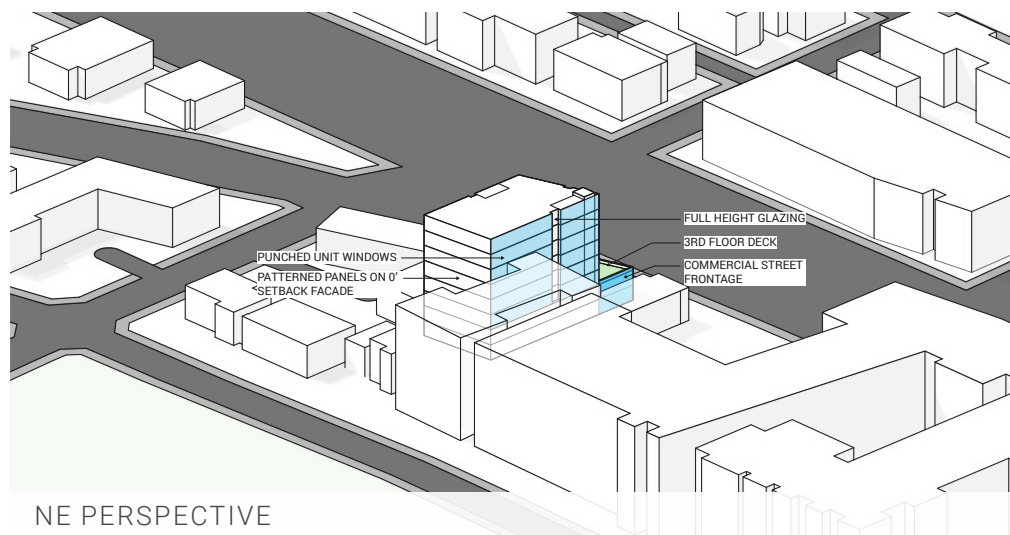 FULL HEIGHT GLAZING
3RD FLOOR DECK
PUNCHED UNIT WINDOWS
COMMERCIAL STREET
FRONTAGE
PATTERNED PANELS ON 0'
SETBACK FACADE
NE PERSPECTIVE